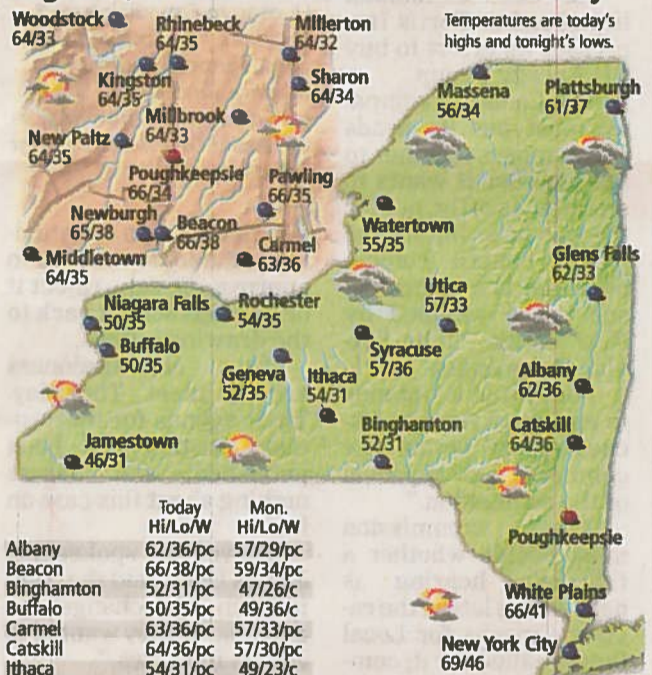 Woodstock
64/33
Rhinebeck
64/35
Millerton
64/32
Temperatures are today's
highs and tonight's lows.
Kingston
64/35
Sharon
64/34
Massena
56/34
Plattsburgh
61/37
Millbrook
64/33
New Paltz
64/35
Poughkeepsie
66/34
Pawling
66/35
Newburgh
65/38
Beacon
66/38
Watertown
55/35
Carmel
63/36
Middletown
64/35
Glens Falls
62/33
Utica
57/33
Niagara Falls
50/35
Rochester
54/35
Buffalo
50/35
Syracuse
57/36
Geneva
52/35
Ithaca
54/31
Albany
62/36
Binghamton
52/31
Catskill
64/36
Jamestown
46/31
Poughkeepsie
White Plains
66/41
New York City
69/46
Today Mon.
Hi/Lo/W Hi/Lo/W
Albany 62/36/pc 57/29/pc
Beacon 66/38/pc 59/34/pc
Binghamton 52/31/pc 47/26/c
Buffalo 50/35/pc 49/36/c
Carmel 63/36/pc 57/33/pc
Catskill 64/36/pc 57/30/pc
Ithaca 54/31/pc 49/23/c